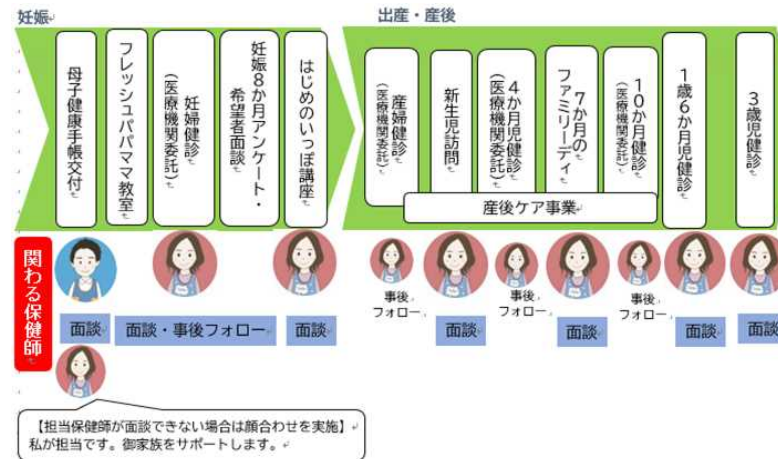 妊娠
出産・産後
母子健康手帳交付
フレッシュパパママ教室
妊婦健診
(医療機関委託)
妊娠8か月アンケート・
希望者面談
はじめのいっぽ講座
産婦健診
(医療機関委託)
新生児訪問
4か月児健診
(医療機関委託)
7か月の
ファミリーディ
10か月健診
(医療機関委託)
1歳6か月児健診
3歳児健診
産後ケア事業
関わる保健師
事後
フォロー
事後
フォロー
事後
フォロー
面談
面談・事後フォロー
面談
面談
面談
面談
面談
【担当保健師が面談できない場合は顔合わせを実施】
私が担当です。御家族をサポートします。